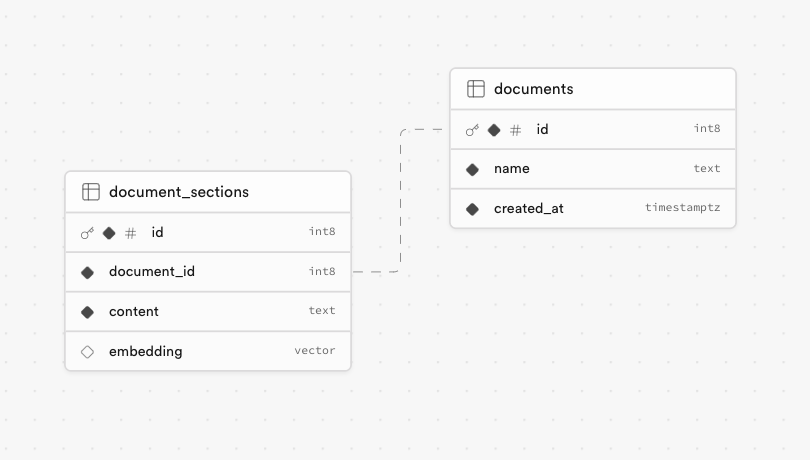 documents
# id int8
name text
created_at timestamptz
document_sections
# id int8
document_id int8
content text
embedding vector